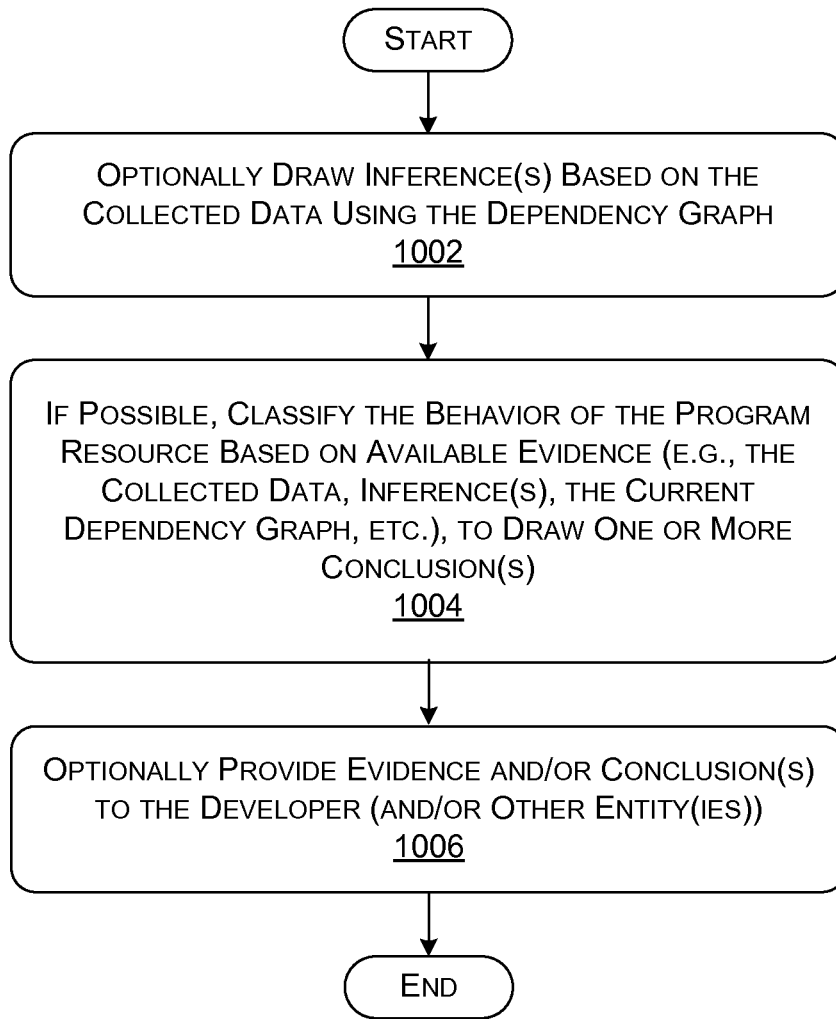 START
OPTIONALLY DRAW INFERENCE(S) BASED ON THE
COLLECTED DATA USING THE DEPENDENCY GRAPH
1002
IF POSSIBLE, CLASSIFY THE BEHAVIOR OF THE PROGRAM
RESOURCE BASED ON AVAILABLE EVIDENCE (E.G., THE
COLLECTED DATA, INFERENCE(S), THE CURRENT
DEPENDENCY GRAPH, ETC.), TO DRAW ONE OR MORE
CONCLUSION(S)
1004
OPTIONALLY PROVIDE EVIDENCE AND/OR CONCLUSION(S)
TO THE DEVELOPER (AND/OR OTHER ENTITY(IES))
1006
END